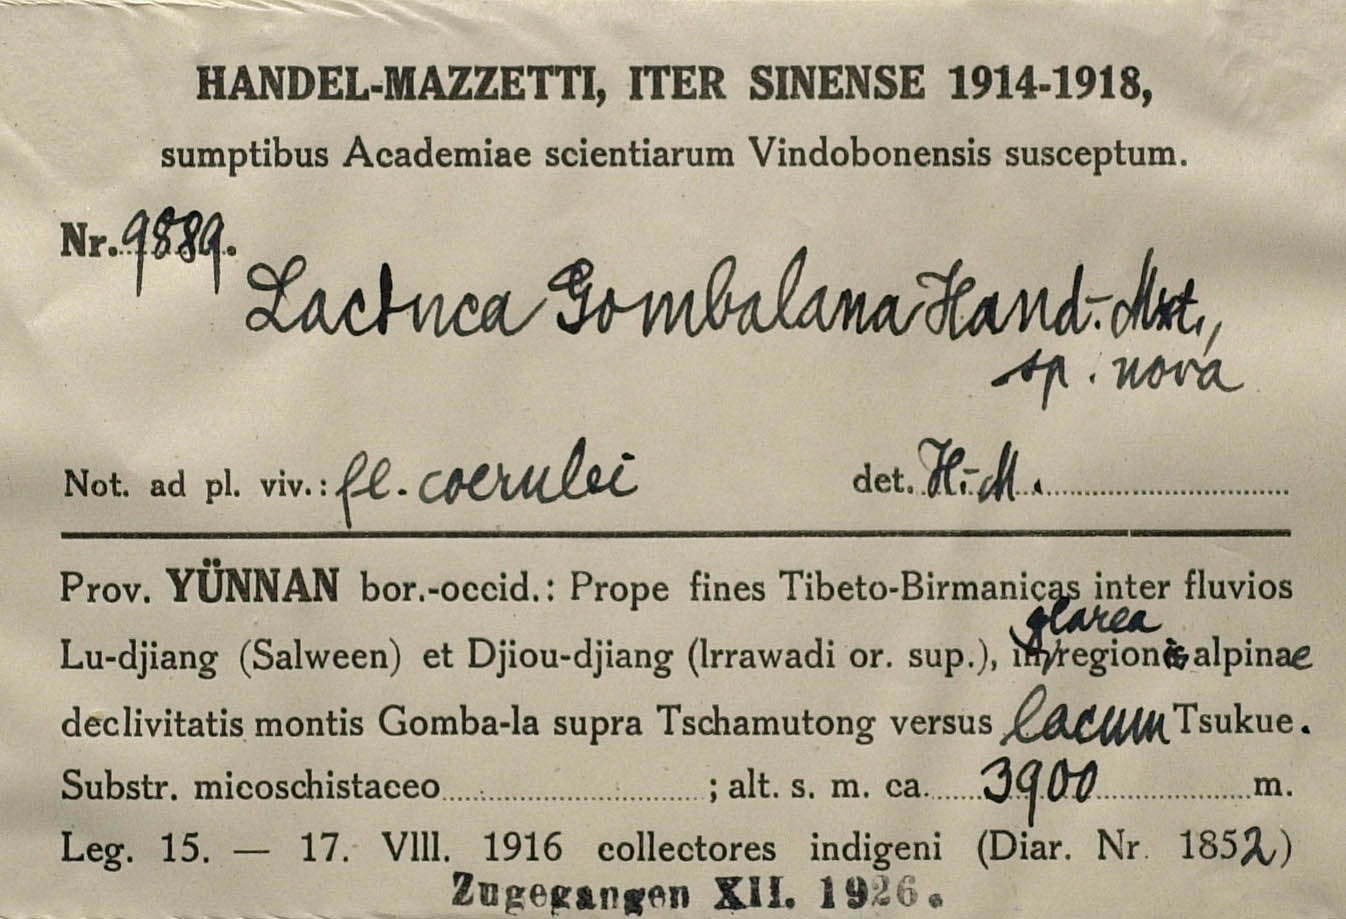 HANDEL-MAZZETTI, ITER SINENSE 1914-1918,
sumptibus Academiae scientiarum Vindobonensis susceptum.
Nr. 9889.
Lactuca Gombalana Hand.-Mzt.,
sp. nova
Not. ad pl. viv.: fl. coerulei det. H.-M.
Prov. YÜNNAN bor.-occid.: Prope fines Tibeto-Birmanicas inter fluvios
glarea
Lu-djiang (Salween) et Djiou-djiang (Irrawadi or. sup.), in regionis alpinae
declivitatis montis Gomba-la supra Tschamutong versus lacum Tsukue.
Substr. micoschistaceo ; alt. s. m. ca. 3900 m.
Leg. 15. — 17. VIII. 1916 collectores indigeni (Diar. Nr. 1852)
Zugegangen XII. 1926.